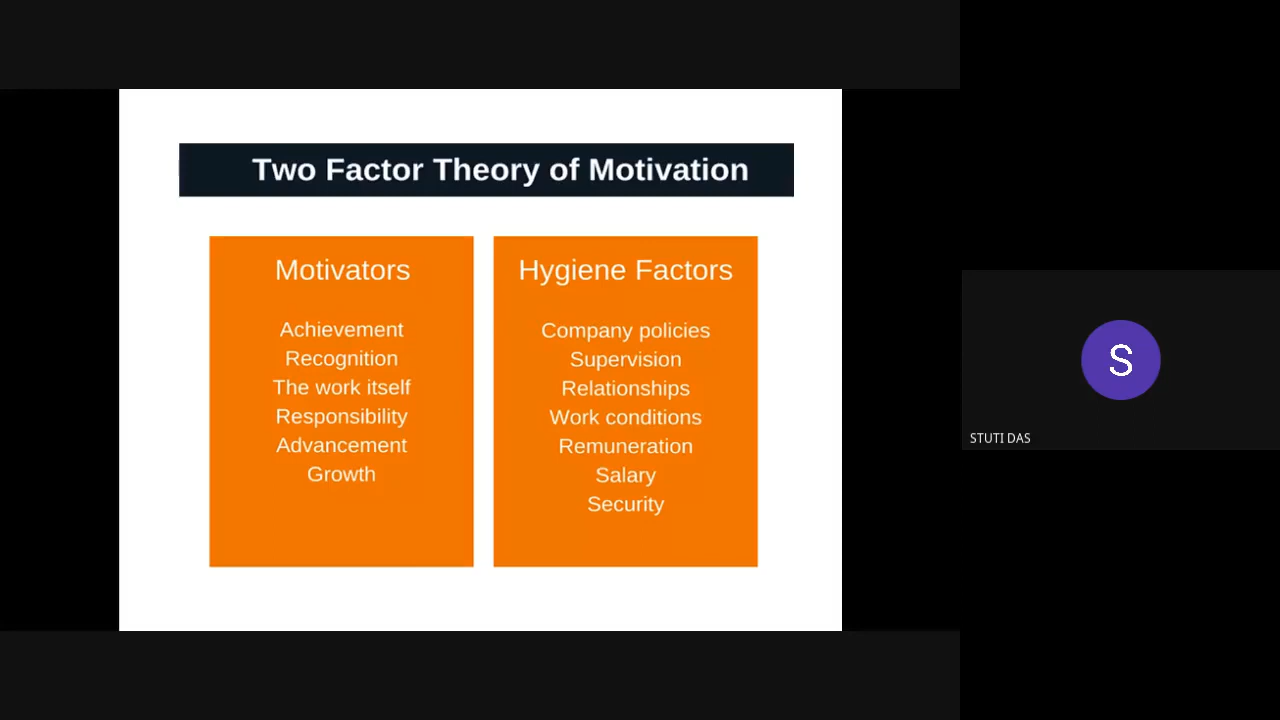 Two Factor Theory of Motivation
Motivators
Achievement
Recognition
The work itself
Responsibility
Advancement
Growth
Hygiene Factors
Company policies
Supervision
Relationships
Work conditions
Remuneration
Salary
Security
S
STUTI DAS